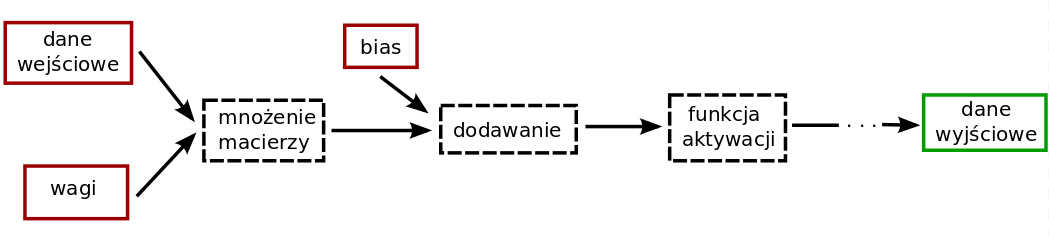 dane
wejściowe
bias
mnożenie
macierzy
dodawanie
funkcja
aktywacji
. . .
dane
wyjściowe
wagi